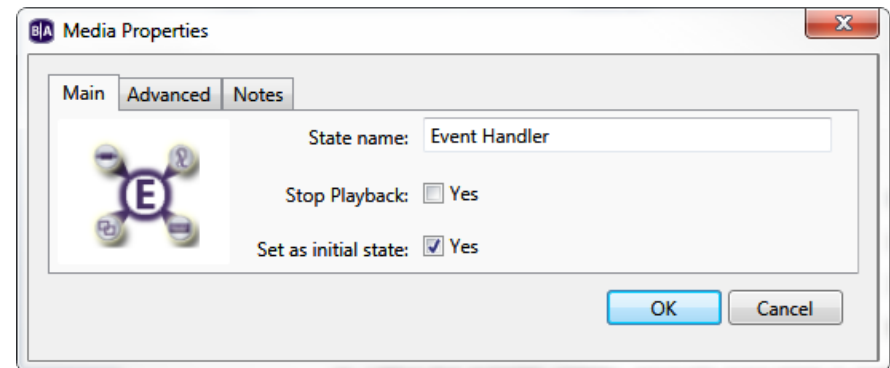 B|A Media Properties
Main Advanced Notes
State name: Event Handler
E
Stop Playback: Yes
Set as initial state: Yes
OK Cancel